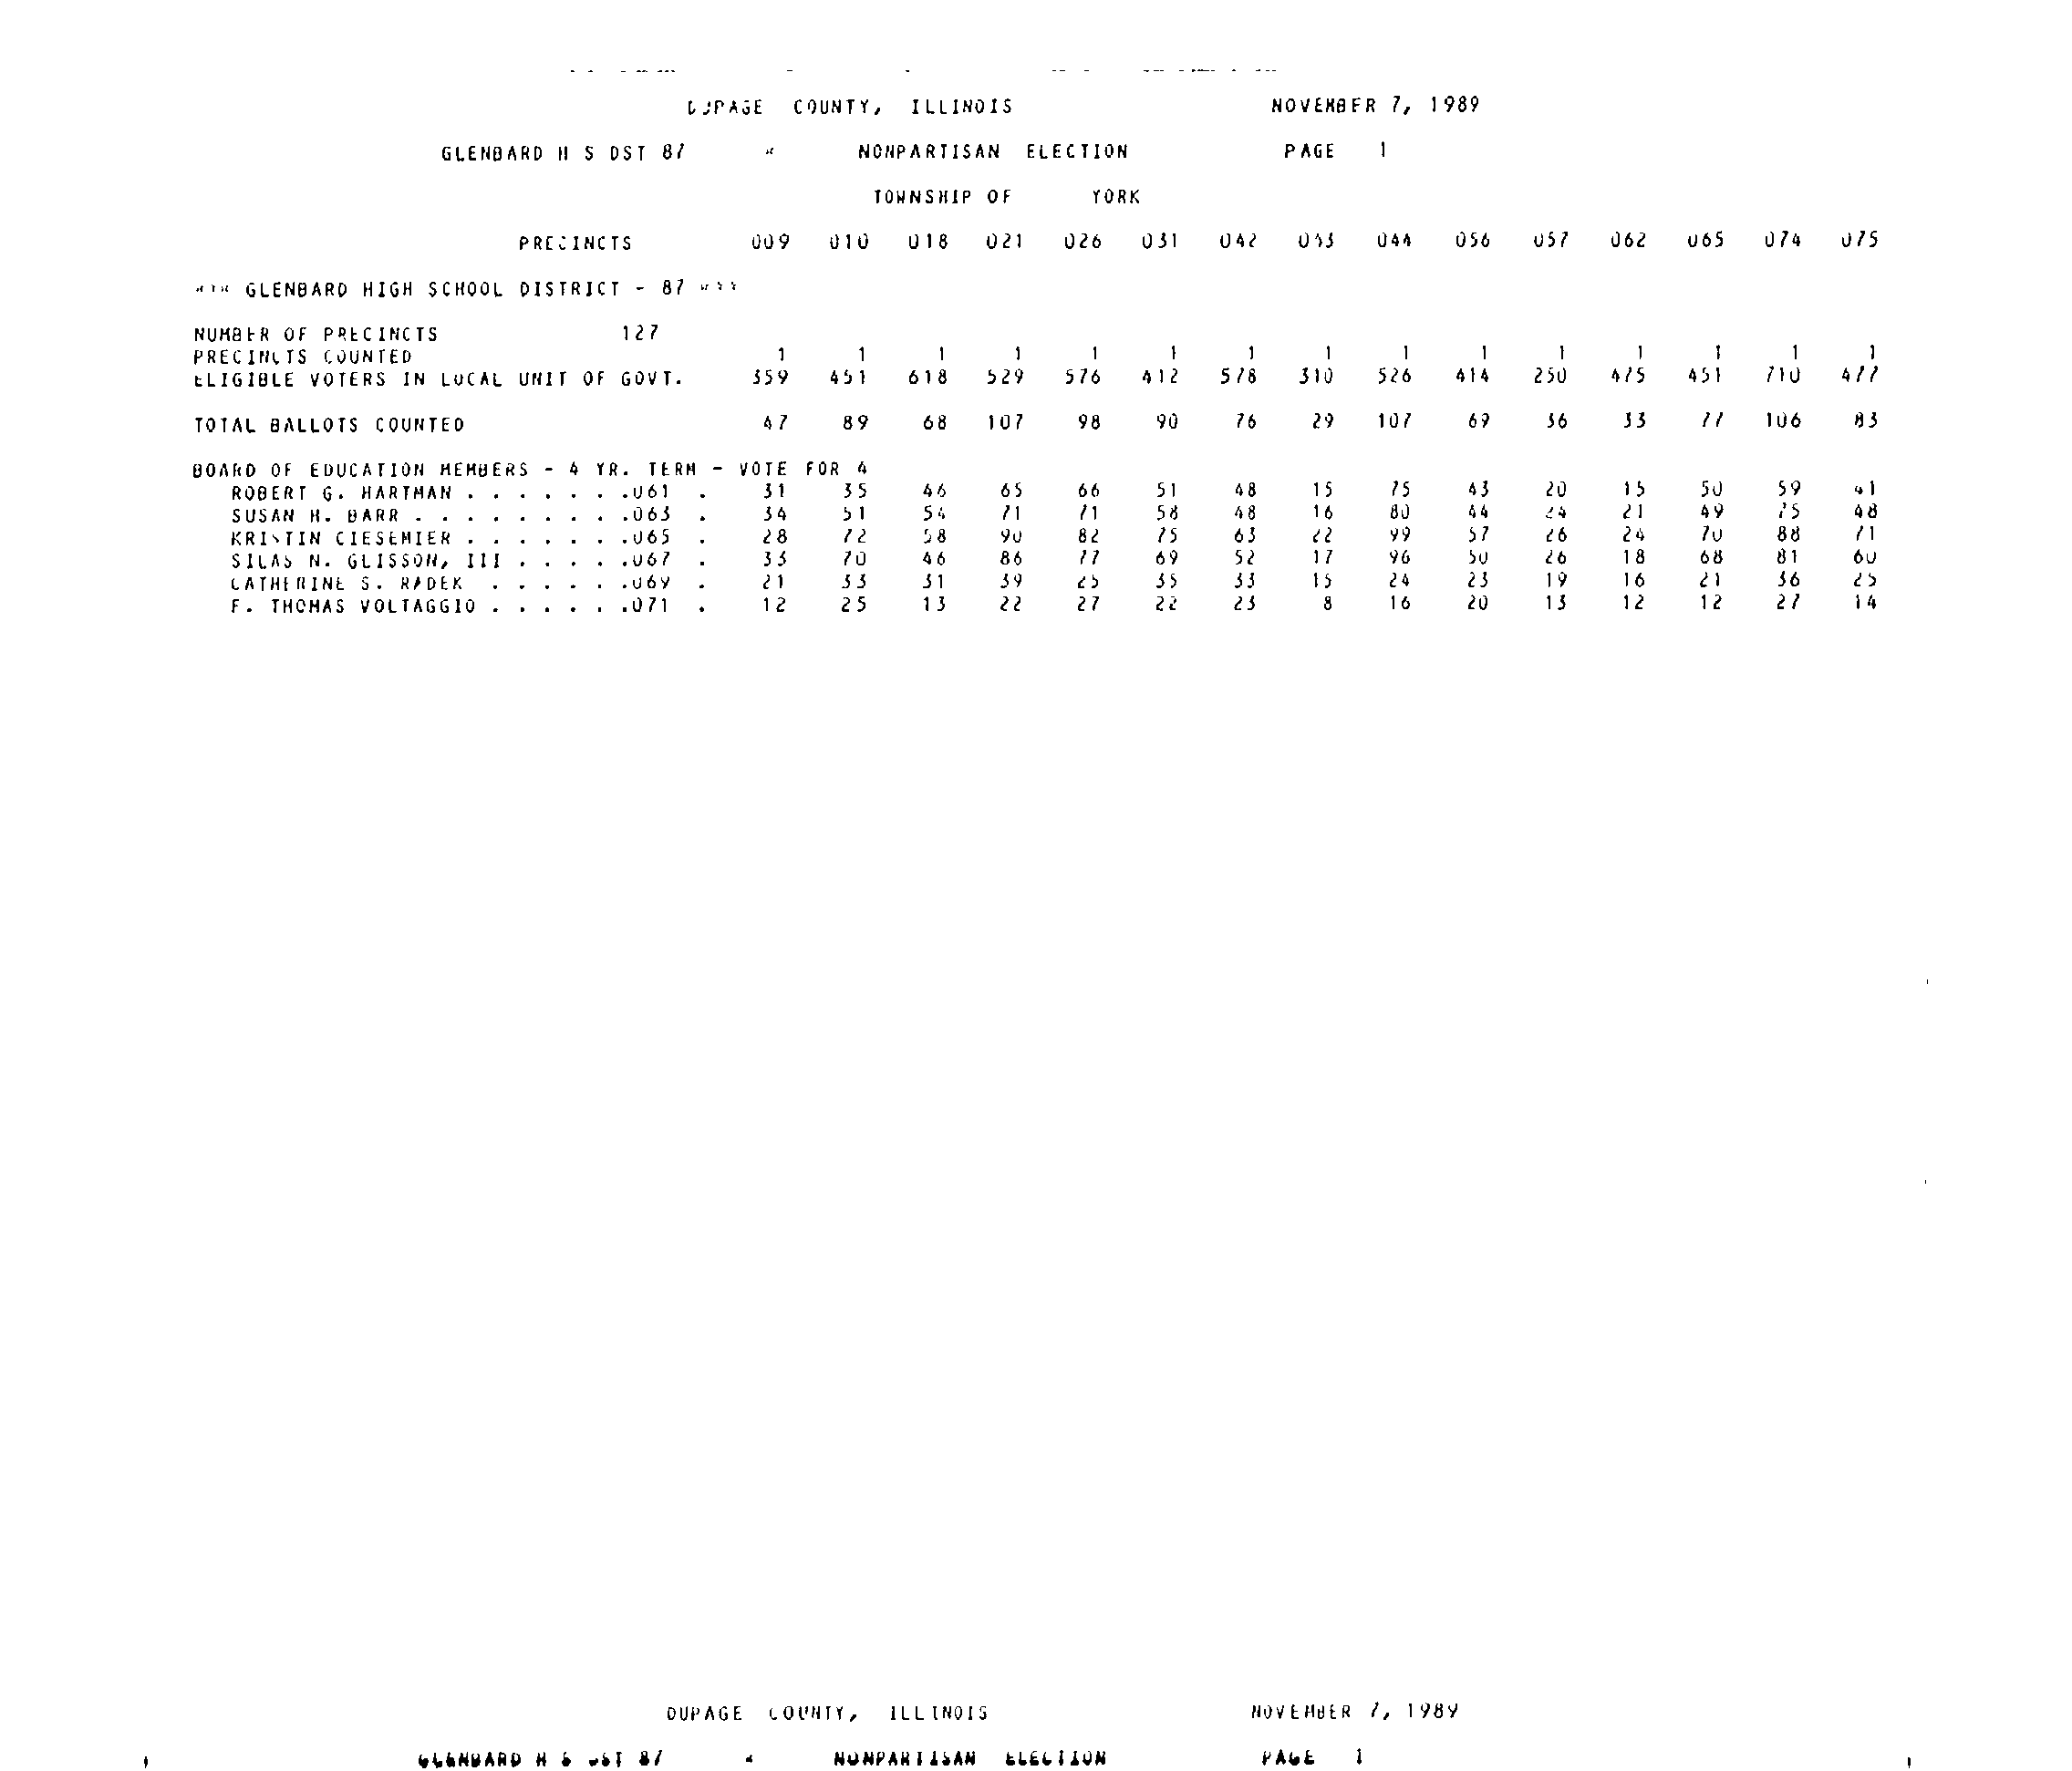 DUPAGE COUNTY, ILLINOIS NOVEMBER 7, 1989
GLENBARD H S DST 87 NONPARTISAN ELECTION PAGE 1
TOWNSHIP OF YORK
PRECINCTS 009 010 018 021 026 031 042 043 044 056 057 062 065 074 075
*** GLENBARD HIGH SCHOOL DISTRICT - 87 ***
NUMBER OF PRECINCTS 127
PRECINCTS COUNTED 1 1 1 1 1 1 1 1 1 1 1 1 1 1 1
ELIGIBLE VOTERS IN LOCAL UNIT OF GOVT. 359 451 618 529 576 412 578 310 526 414 250 475 451 710 477
TOTAL BALLOTS COUNTED 47 89 68 107 98 90 76 29 107 69 36 33 77 106 83
BOARD OF EDUCATION MEMBERS - 4 YR. TERM - VOTE FOR 4
ROBERT G. HARTMAN . . . . . . .061 . 31 35 46 65 66 51 48 15 75 43 20 15 50 59 41
SUSAN H. BARR . . . . . . . . .063 . 34 51 54 71 71 58 48 16 80 44 24 21 49 75 48
KRISTIN CIESEMIER . . . . . . .065 . 28 72 58 90 82 75 63 22 99 57 26 24 70 88 71
SILAS N. GLISSON, III . . . . .067 . 33 70 46 86 77 69 52 17 96 50 26 18 68 81 60
CATHERINE S. RADEK . . . . . .069 . 21 33 31 39 25 35 33 15 24 23 19 16 21 36 25
F. THOMAS VOLTAGGIO . . . . . .071 . 12 25 13 22 27 22 23 8 16 20 13 12 12 27 14
DUPAGE COUNTY, ILLINOIS NOVEMBER 7, 1989
GLENBARD H S DST 87 NONPARTISAN ELECTION PAGE 1